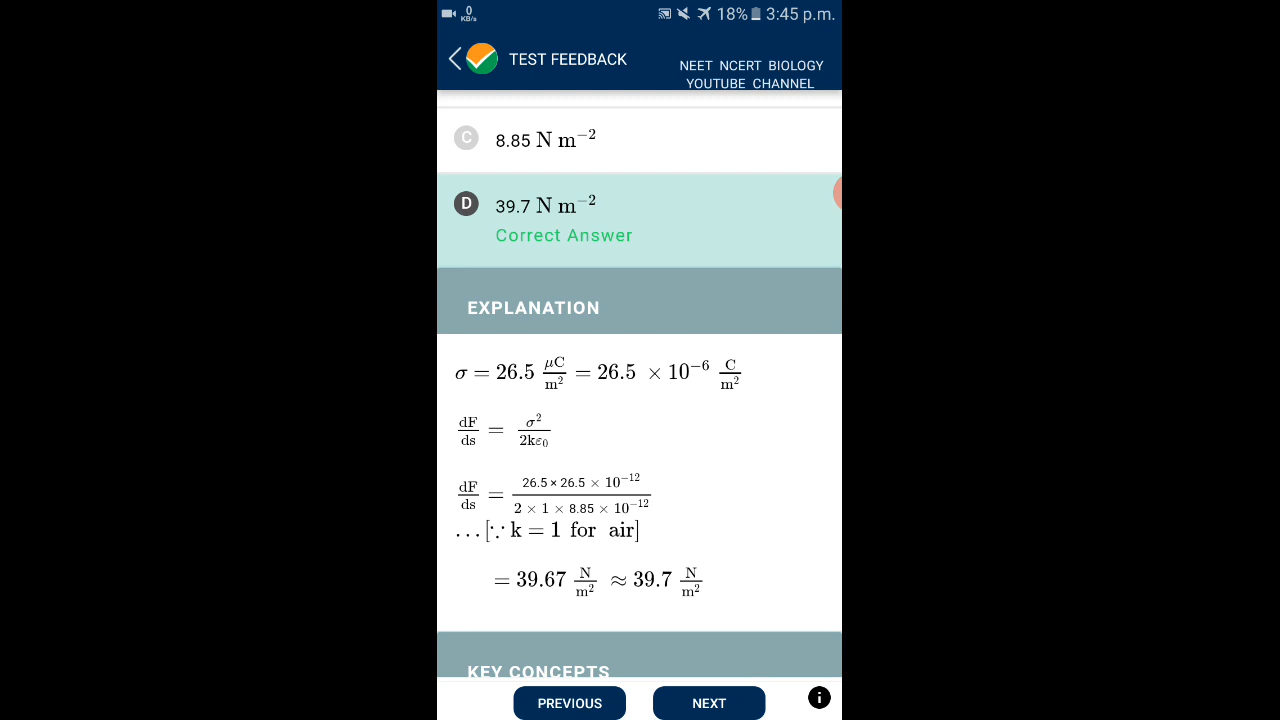 0 KB/s 18% 3:45 p.m.
TEST FEEDBACK
NEET NCERT BIOLOGY
YOUTUBE CHANNEL
C 8.85 N m⁻²
D 39.7 N m⁻²
Correct Answer
EXPLANATION
σ = 26.5 μC/m² = 26.5 × 10⁻⁶ C/m²
dF/ds = σ²/2kε₀
dF/ds = 26.5 × 26.5 × 10⁻¹²/2 × 1 × 8.85 × 10⁻¹²
...[∵ k = 1 for air]
= 39.67 N/m² ≈ 39.7 N/m²
KEY CONCEPTS
PREVIOUS NEXT i